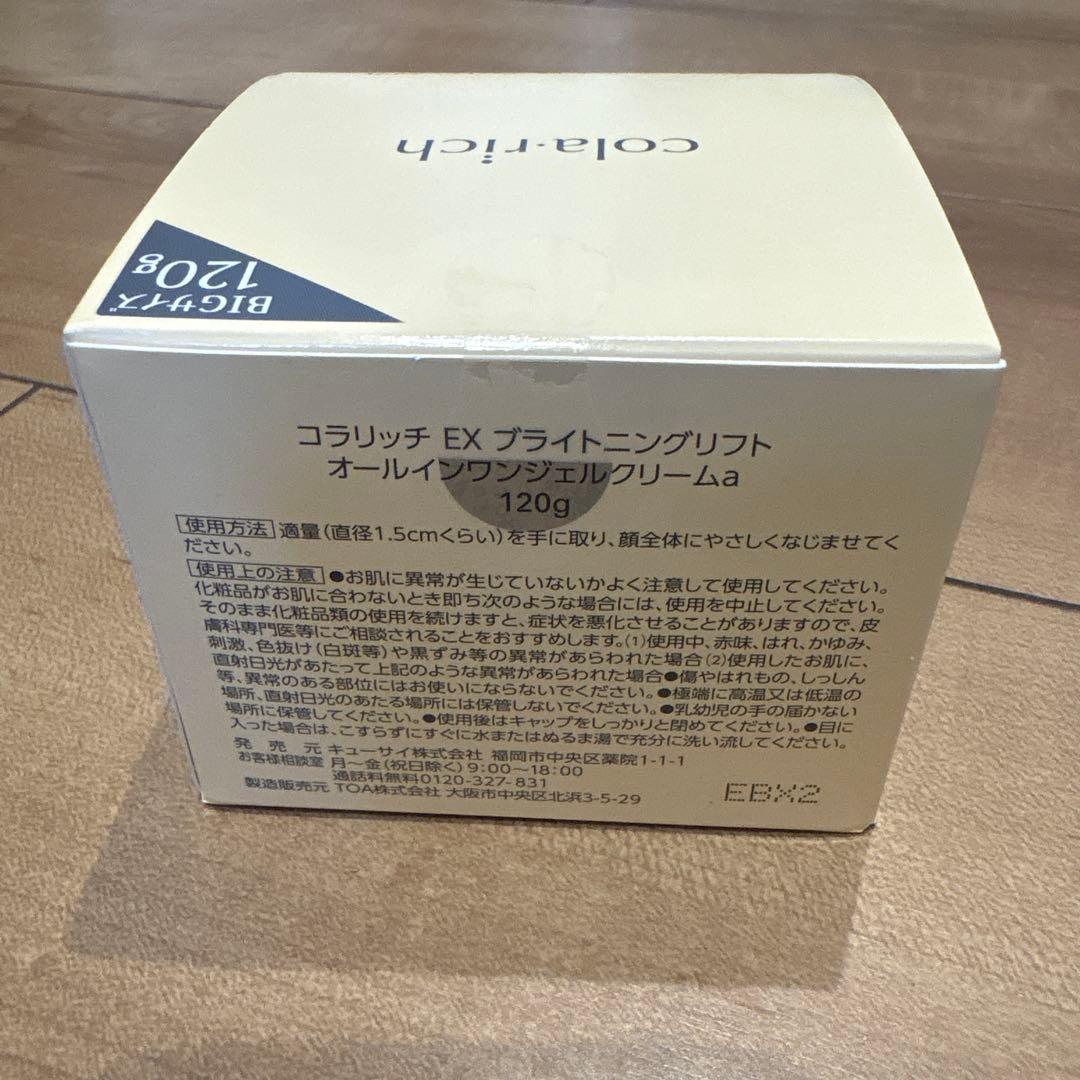 cola·rich
BIGサイズ
120g
コラリッチ EX ブライトニングリフト
オールインワンジェルクリームa
120g
使用方法 適量(直径1.5cmくらい)を手に取り、顔全体にやさしくなじませてく
ださい。
使用上の注意 ●お肌に異常が生じていないかよく注意して使用してください。
化粧品がお肌に合わないとき即ち次のような場合には、使用を中止してください。
そのまま化粧品類の使用を続けますと、症状を悪化させることがありますので、皮
膚科専門医等にご相談されることをおすすめします。(1)使用中、赤味、はれ、かゆみ、
刺激、色抜け(白斑等)や黒ずみ等の異常があらわれた場合(2)使用したお肌に、
直射日光があたって上記のような異常があらわれた場合●傷やはれもの、しっしん
等、異常のある部位にはお使いにならないでください。●極端に高温又は低温の
場所、直射日光のあたる場所には保管しないでください。●乳幼児の手の届かない
場所に保管してください。●使用後はキャップをしっかりと閉めてください。●目に
入った場合は、こすらずにすぐに水またはぬるま湯で充分に洗い流してください。
発売元 キューサイ株式会社 福岡市中央区薬院1-1-1
お客様相談室 月~金(祝日除く)9:00~18:00
通話料無料0120-327-831
製造販売元 TOA株式会社 大阪市中央区北浜3-5-29
EBX2